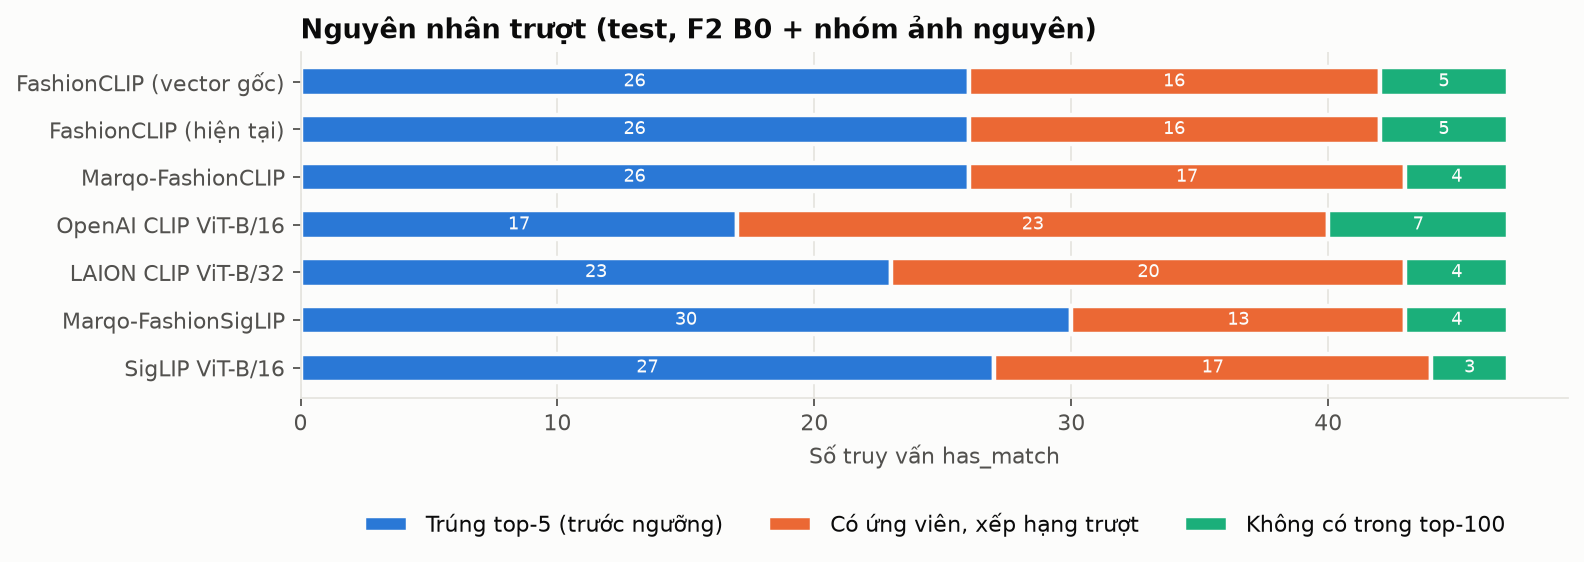 Nguyên nhân trượt (test, F2 B0 + nhóm ảnh nguyên)
FashionCLIP (vector gốc) 26 16 5
FashionCLIP (hiện tại) 26 16 5
Marqo-FashionCLIP 26 17 4
OpenAI CLIP ViT-B/16 17 23 7
LAION CLIP ViT-B/32 23 20 4
Marqo-FashionSigLIP 30 13 4
SigLIP ViT-B/16 27 17 3
0 10 20 30 40
Số truy vấn has_match
Trúng top-5 (trước ngưỡng) Có ứng viên, xếp hạng trượt Không có trong top-100